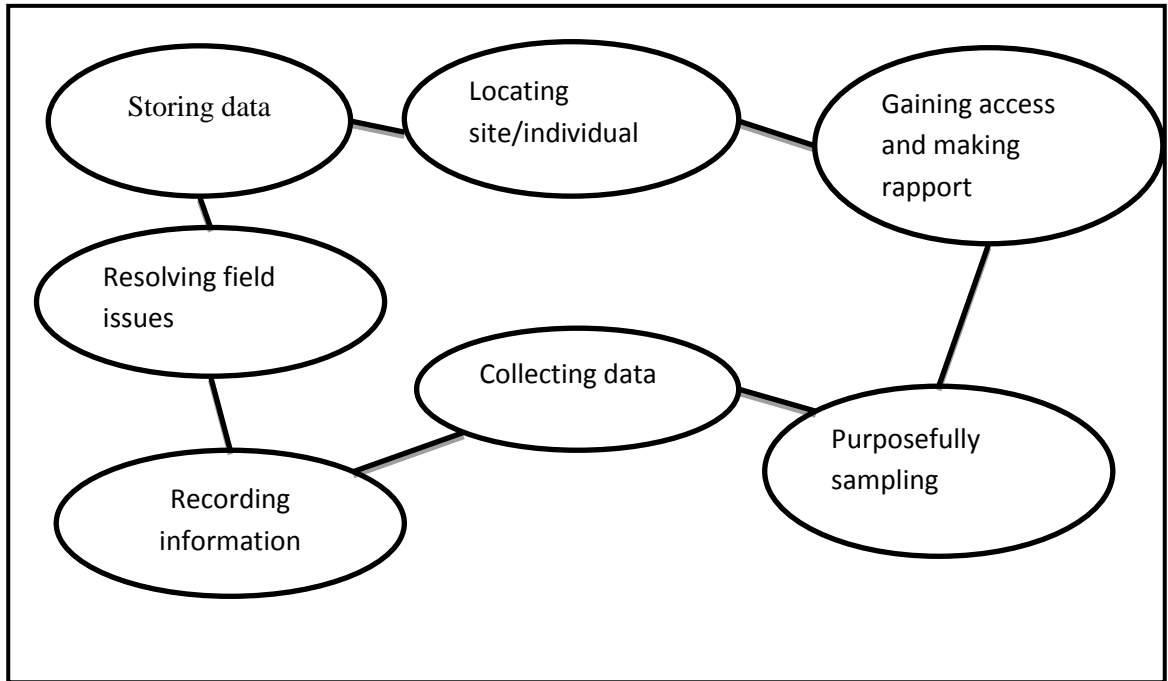 Storing data
Locating
site/individual
Gaining access
and making
rapport
Resolving field
issues
Collecting data
Purposefully
sampling
Recording
information